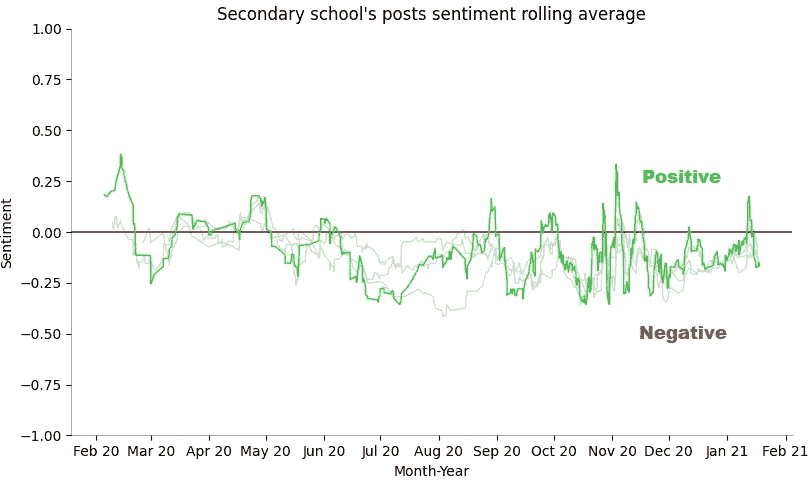 Secondary school's posts sentiment rolling average
1.00
0.75
0.50
0.25
0.00
−0.25
−0.50
−0.75
−1.00
Sentiment
Positive
Negative
Feb 20 Mar 20 Apr 20 May 20 Jun 20 Jul 20 Aug 20 Sep 20 Oct 20 Nov 20 Dec 20 Jan 21 Feb 21
Month-Year